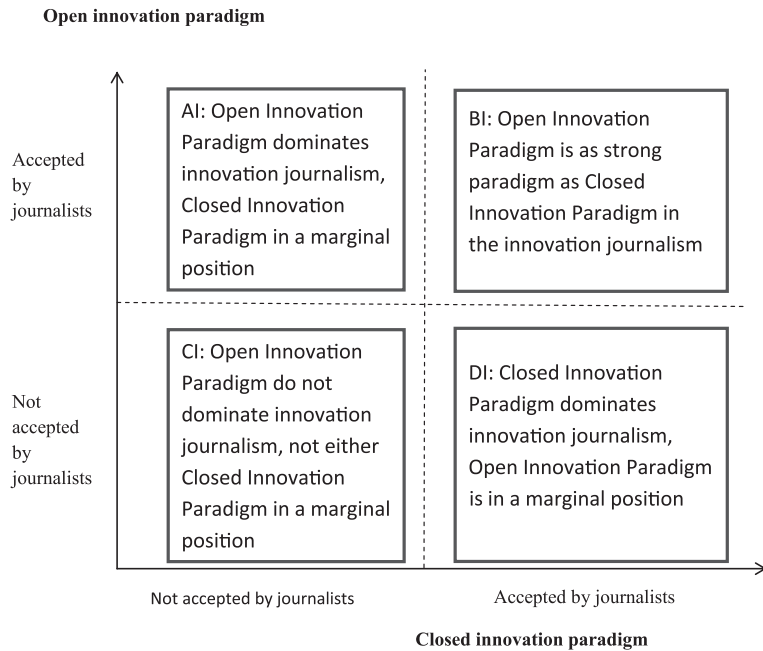 Open innovation paradigm
Accepted
by
journalists
AI: Open Innovation
Paradigm dominates
innovation journalism,
Closed Innovation
Paradigm in a marginal
position
BI: Open Innovation
Paradigm is as strong
paradigm as Closed
Innovation Paradigm in
the innovation journalism
Not
accepted
by
journalists
CI: Open Innovation
Paradigm do not
dominate innovation
journalism, not either
Closed Innovation
Paradigm in a marginal
position
DI: Closed Innovation
Paradigm dominates
innovation journalism,
Open Innovation Paradigm
is in a marginal position
Not accepted by journalists
Accepted by journalists
Closed innovation paradigm